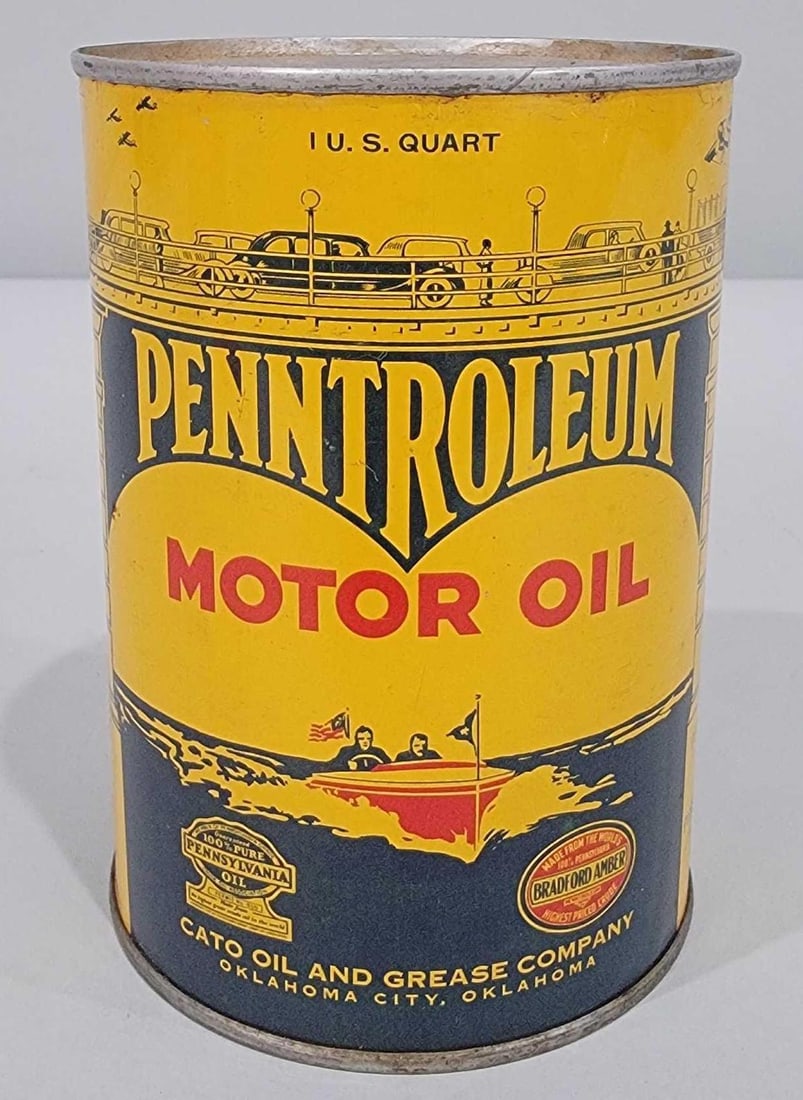 1 U. S. QUART
PENNTROLEUM
MOTOR OIL
Guaranteed
100% PURE
PENNSYLVANIA
OIL
MADE FROM THE WORLD'S
100% PENNSYLVANIA
BRADFORD AMBER
HIGHEST PRICED CRUDE
CATO OIL AND GREASE COMPANY
OKLAHOMA CITY, OKLAHOMA